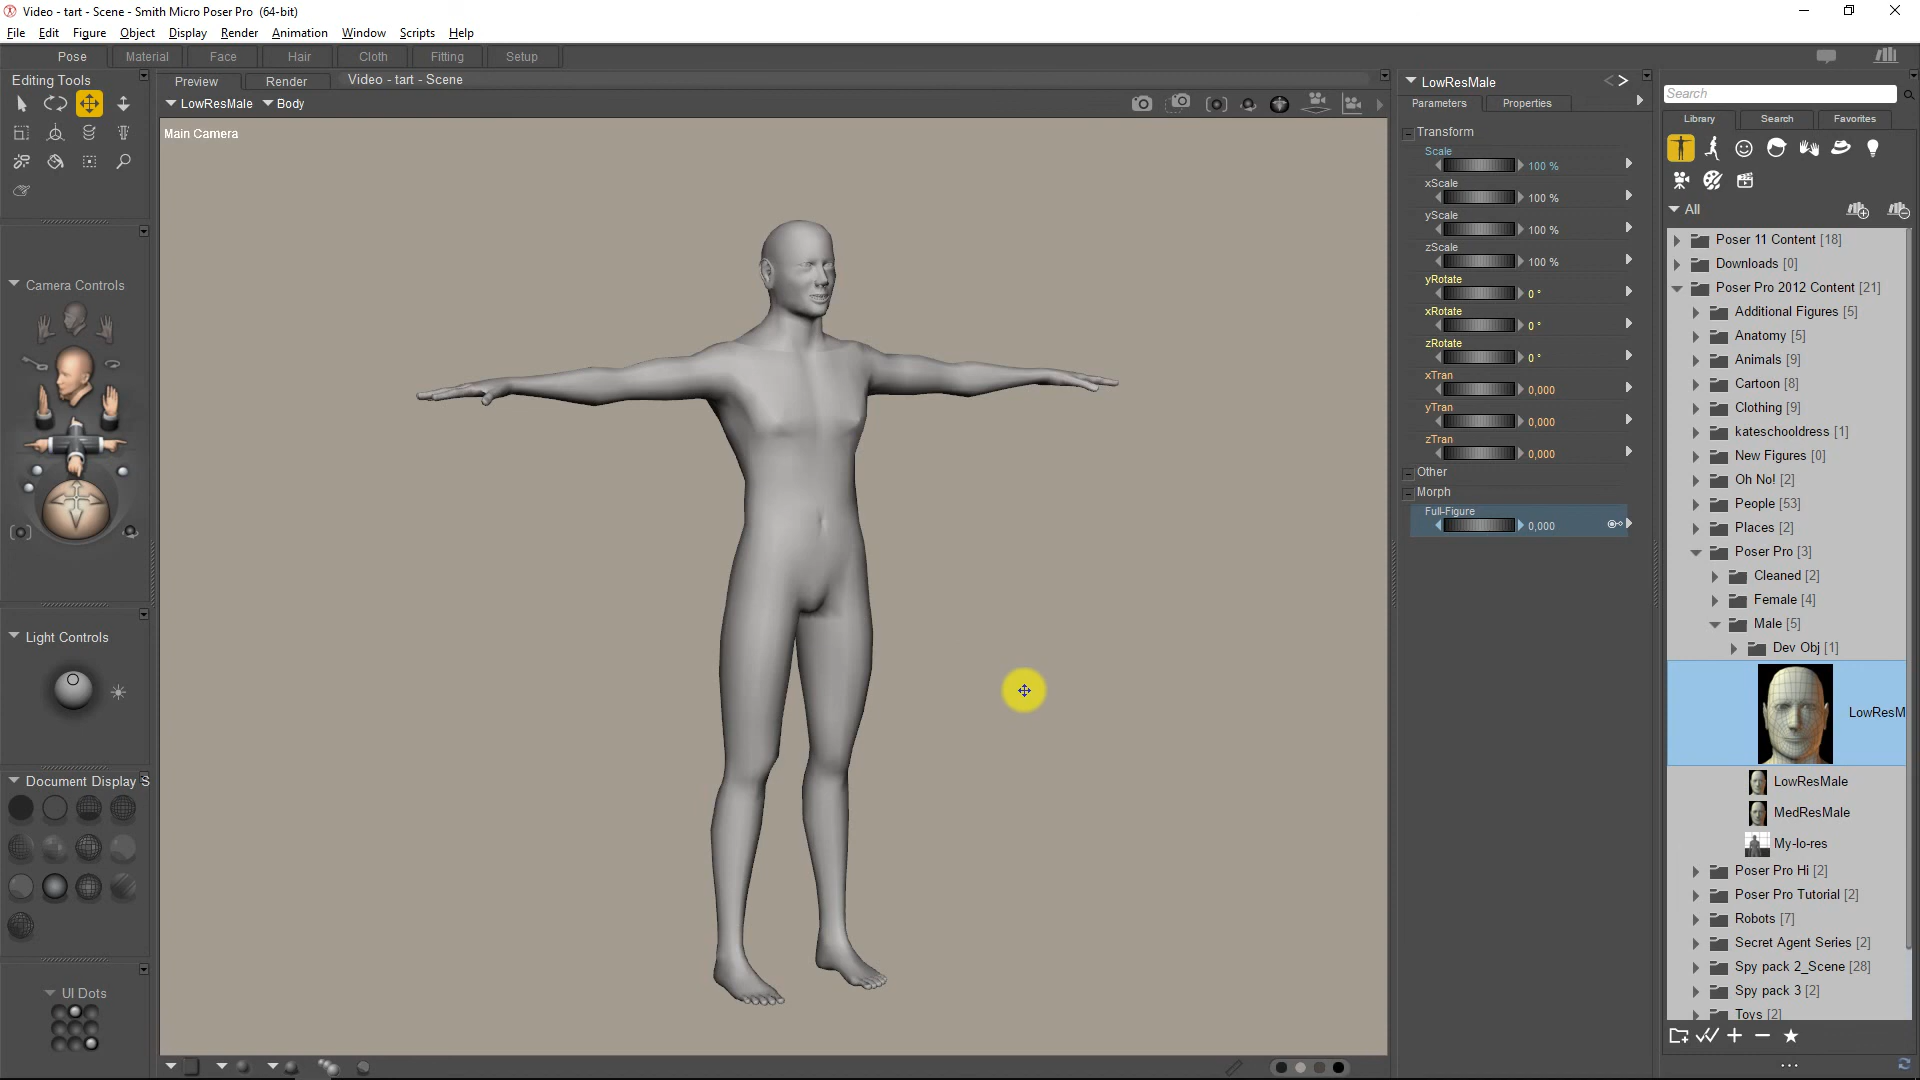 Video - tart - Scene - Smith Micro Poser Pro (64-bit)
File Edit Figure Object Display Render Animation Window Scripts Help
Pose Material Face Hair Cloth Fitting Setup
Editing Tools
Preview Render Video - tart - Scene
LowResMale Body
Main Camera
Camera Controls
Light Controls
Document Display S
UI Dots
LowResMale
Parameters Properties
Transform
Scale
100 %
xScale
100 %
yScale
100 %
zScale
100 %
yRotate
0 °
xRotate
0 °
zRotate
0 °
xTran
0,000
yTran
0,000
zTran
0,000
Other
Morph
Full-Figure
0,000
Search
Library Search Favorites
All
Poser 11 Content [18]
Downloads [0]
Poser Pro 2012 Content [21]
Additional Figures [5]
Anatomy [5]
Animals [9]
Cartoon [8]
Clothing [9]
kateschooldress [1]
New Figures [0]
Oh No! [2]
People [53]
Places [2]
Poser Pro [3]
Cleaned [2]
Female [4]
Male [5]
Dev Obj [1]
LowResM
LowResMale
MedResMale
My-lo-res
Poser Pro Hi [2]
Poser Pro Tutorial [2]
Robots [7]
Secret Agent Series [2]
Spy pack 2_Scene [28]
Spy pack 3 [2]
Toys [2]